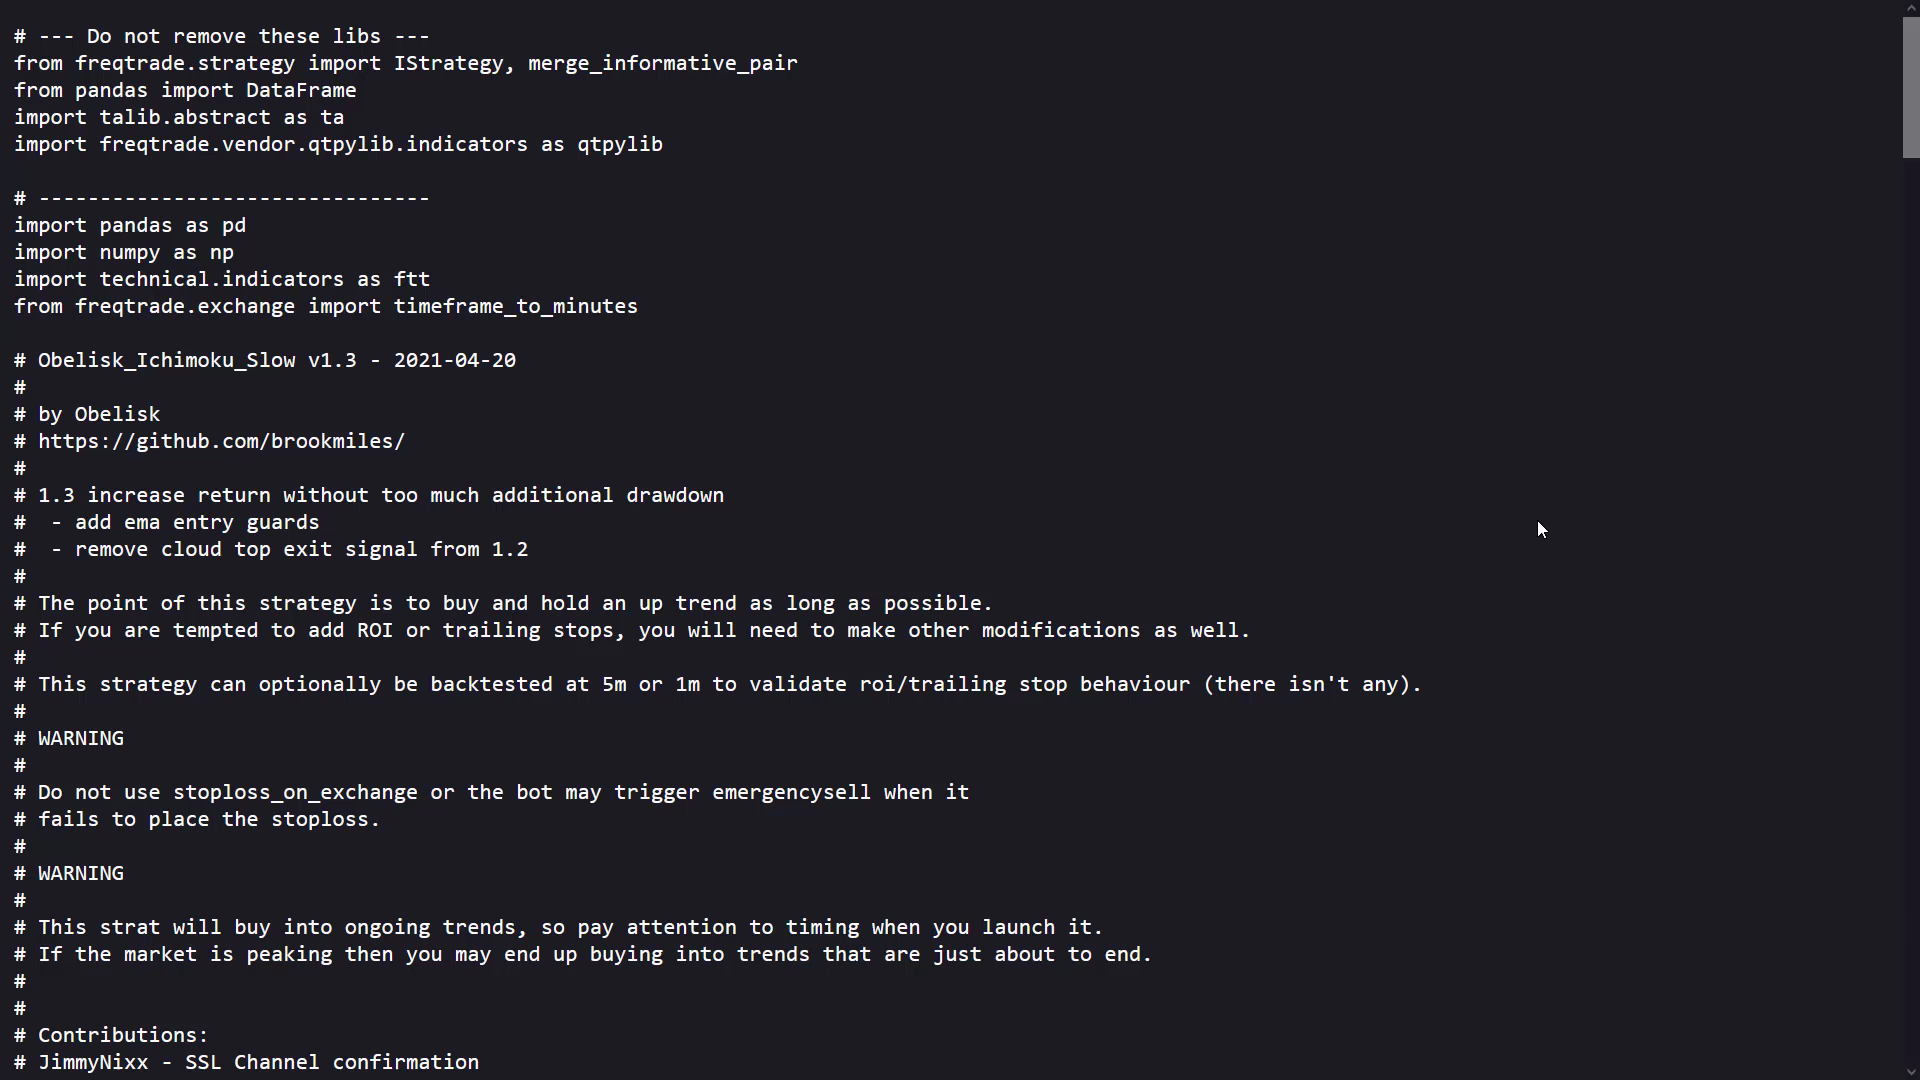 # --- Do not remove these libs ---
from freqtrade.strategy import IStrategy, merge_informative_pair
from pandas import DataFrame
import talib.abstract as ta
import freqtrade.vendor.qtpylib.indicators as qtpylib
# --------------------------------
import pandas as pd
import numpy as np
import technical.indicators as ftt
from freqtrade.exchange import timeframe_to_minutes
# Obelisk_Ichimoku_Slow v1.3 - 2021-04-20
#
# by Obelisk
# https://github.com/brookmiles/
#
# 1.3 increase return without too much additional drawdown
#  - add ema entry guards
#  - remove cloud top exit signal from 1.2
#
# The point of this strategy is to buy and hold an up trend as long as possible.
# If you are tempted to add ROI or trailing stops, you will need to make other modifications as well.
#
# This strategy can optionally be backtested at 5m or 1m to validate roi/trailing stop behaviour (there isn't any).
#
# WARNING
#
# Do not use stoploss_on_exchange or the bot may trigger emergencysell when it
# fails to place the stoploss.
#
# WARNING
#
# This strat will buy into ongoing trends, so pay attention to timing when you launch it.
# If the market is peaking then you may end up buying into trends that are just about to end.
#
#
# Contributions:
# JimmyNixx - SSL Channel confirmation